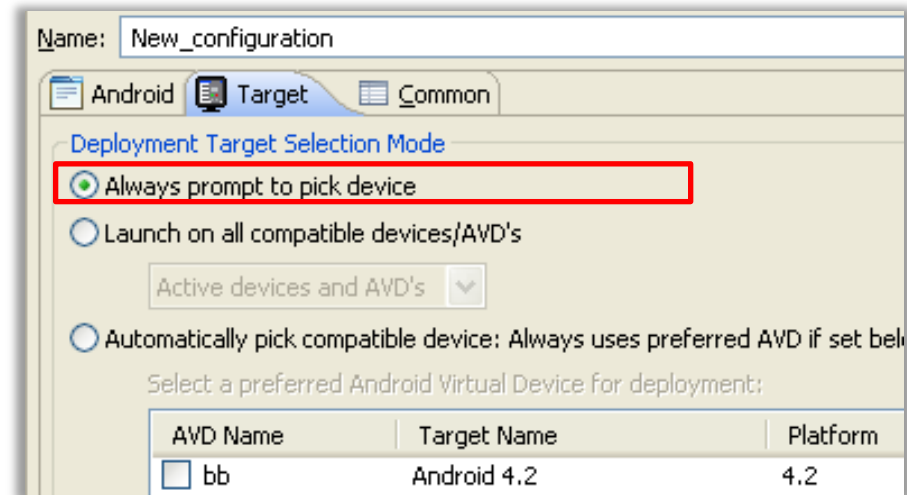 Name: New_configuration
Android Target Common
Deployment Target Selection Mode
Always prompt to pick device
Launch on all compatible devices/AVD's
Active devices and AVD's
Automatically pick compatible device: Always uses preferred AVD if set
Select a preferred Android Virtual Device for deployment:
AVD Name Target Name Platform
bb Android 4.2 4.2